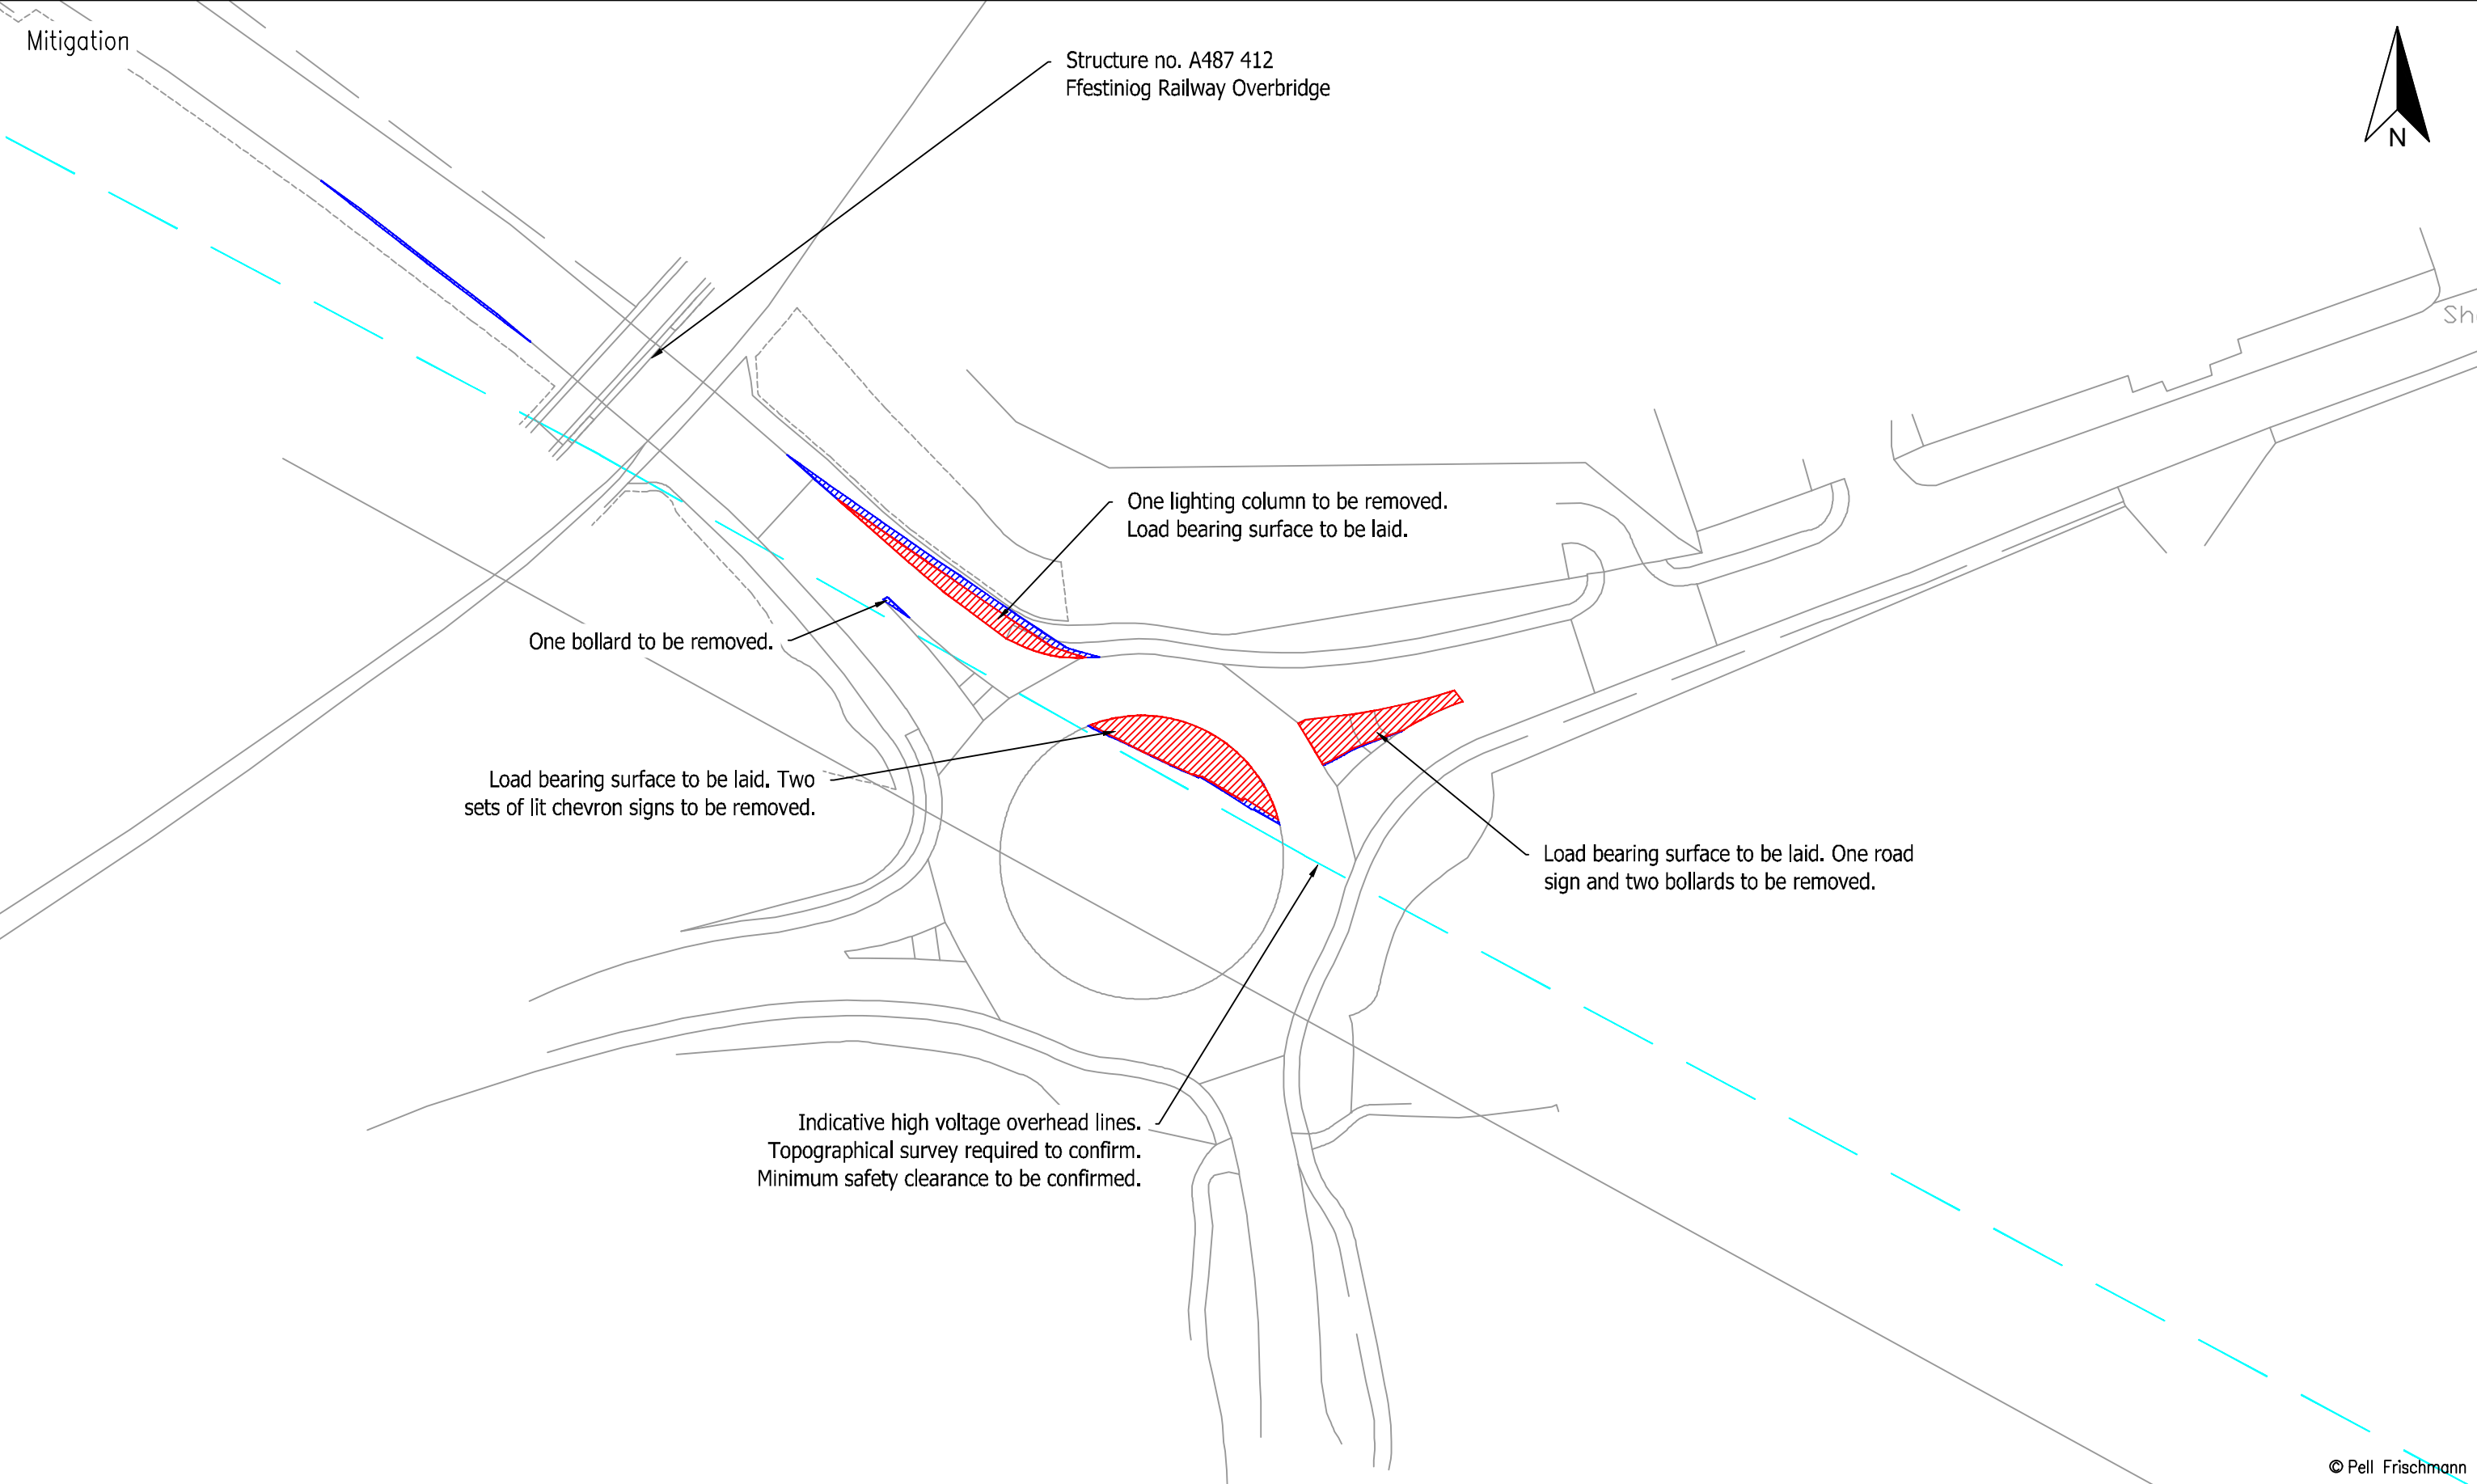 Mitigation
Structure no. A487 412
Ffestiniog Railway Overbridge
N
One lighting column to be removed.
Load bearing surface to be laid.
One bollard to be removed.
Load bearing surface to be laid. Two
sets of lit chevron signs to be removed.
Load bearing surface to be laid. One road
sign and two bollards to be removed.
Indicative high voltage overhead lines.
Topographical survey required to confirm.
Minimum safety clearance to be confirmed.
© Pell Frischmann